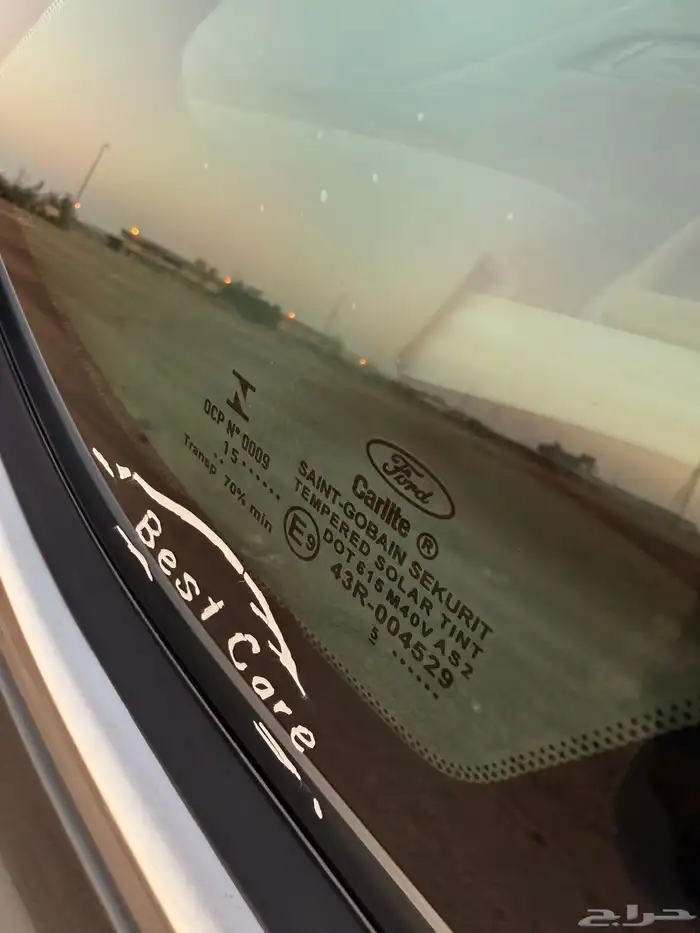 OCP Nº 0009
15......
Transp 70% min
Ford
Carlite ®
SAINT-GOBAIN SEKURIT
TEMPERED SOLAR TINT
DOT 615 M40V AS2
E9
43R-004529
5 ......
Best Care
حراج